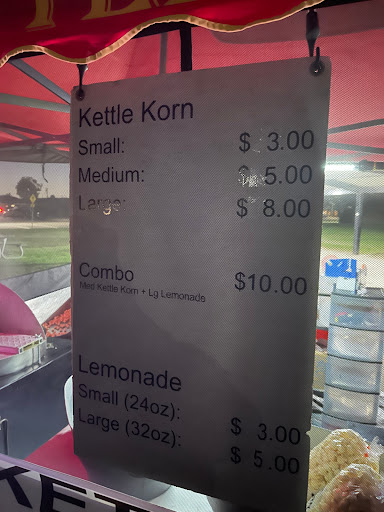 Kettle Korn
Small: $ 3.00
Medium: $ 5.00
Large: $ 8.00
Combo $10.00
Med Kettle Korn + Lg Lemonade
Lemonade
Small (24oz): $ 3.00
Large (32oz): $ 5.00
KET